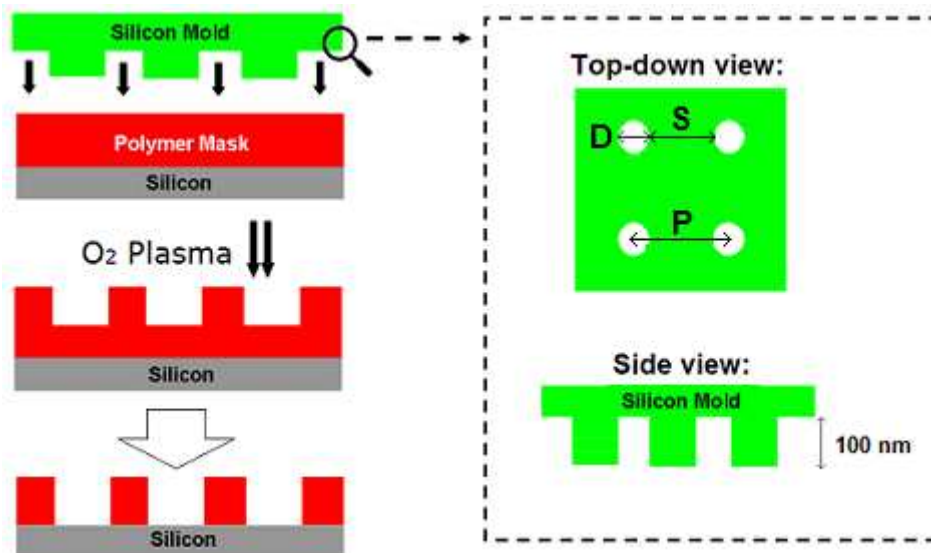 Silicon Mold
Polymer Mask
Silicon
O2 Plasma
Silicon
Silicon
Top-down view:
D
S
P
Side view:
Silicon Mold
100 nm